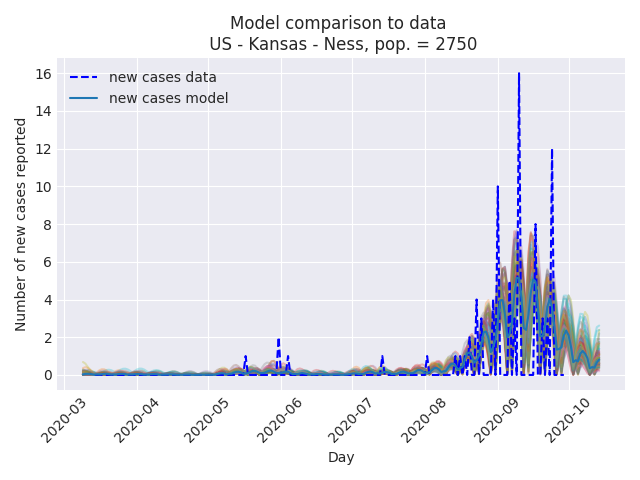 Model comparison to data
US - Kansas - Ness, pop. = 2750
new cases data
new cases model
Number of new cases reported
16
14
12
10
8
6
4
2
0
2020-03
2020-04
2020-05
2020-06
2020-07
2020-08
2020-09
2020-10
Day